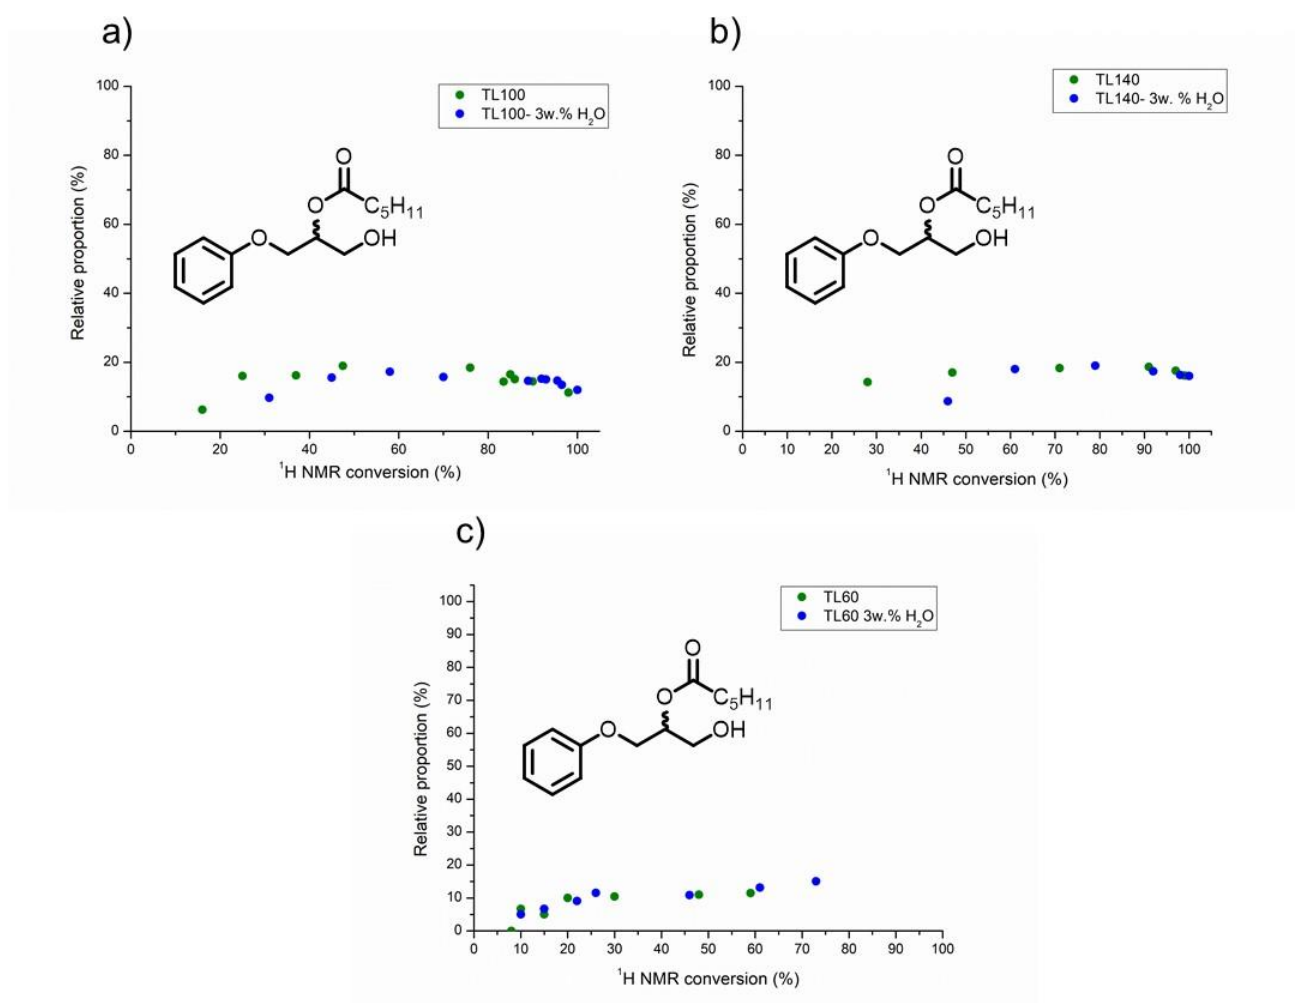 a)
TL100
TL100- 3w.% H2O
Relative proportion (%)
100
80
60
40
20
0
O
O
C5H11
O
OH
0 20 40 60 80 100
1H NMR conversion (%)
b)
TL140
TL140- 3w. % H2O
Relative proportion (%)
100
80
60
40
20
0
O
O
C5H11
O
OH
0 10 20 30 40 50 60 70 80 90 100
1H NMR conversion (%)
c)
TL60
TL60 3w.% H2O
Relative proportion (%)
100
90
80
70
60
50
40
30
20
10
0
O
O
C5H11
O
OH
0 10 20 30 40 50 60 70 80 90 100
1H NMR conversion (%)